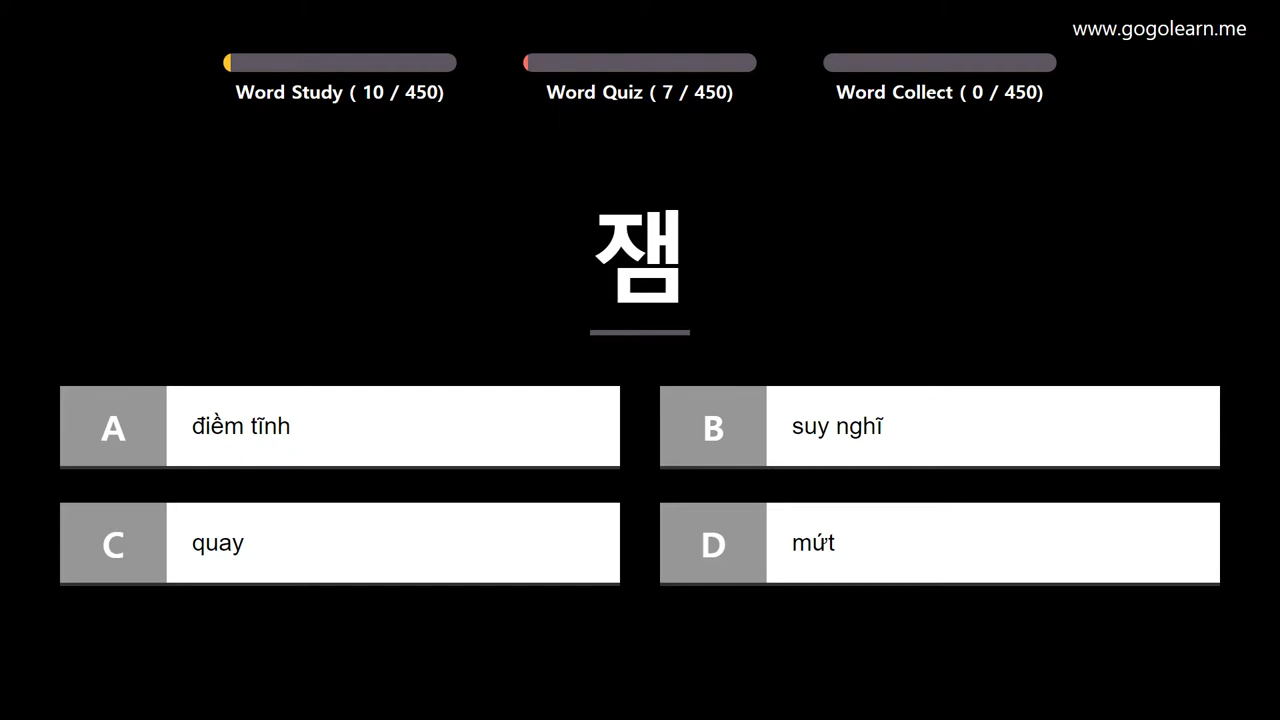 www.gogolearn.me
Word Study ( 10 / 450)
Word Quiz ( 7 / 450)
Word Collect ( 0 / 450)
잼
A
điềm tĩnh
B
suy nghĩ
C
quay
D
mứt